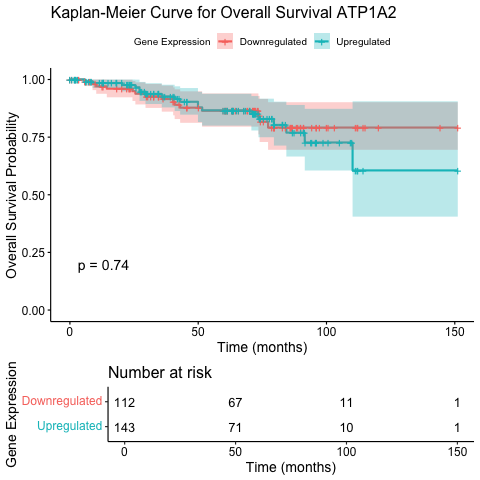 Kaplan-Meier Curve for Overall Survival ATP1A2
Gene Expression Downregulated Upregulated
Overall Survival Probability
1.00
0.75
0.50
0.25
0.00
p = 0.74
0 50 100 150
Time (months)
Number at risk
Gene Expression
Downregulated 112 67 11 1
Upregulated 143 71 10 1
0 50 100 150
Time (months)